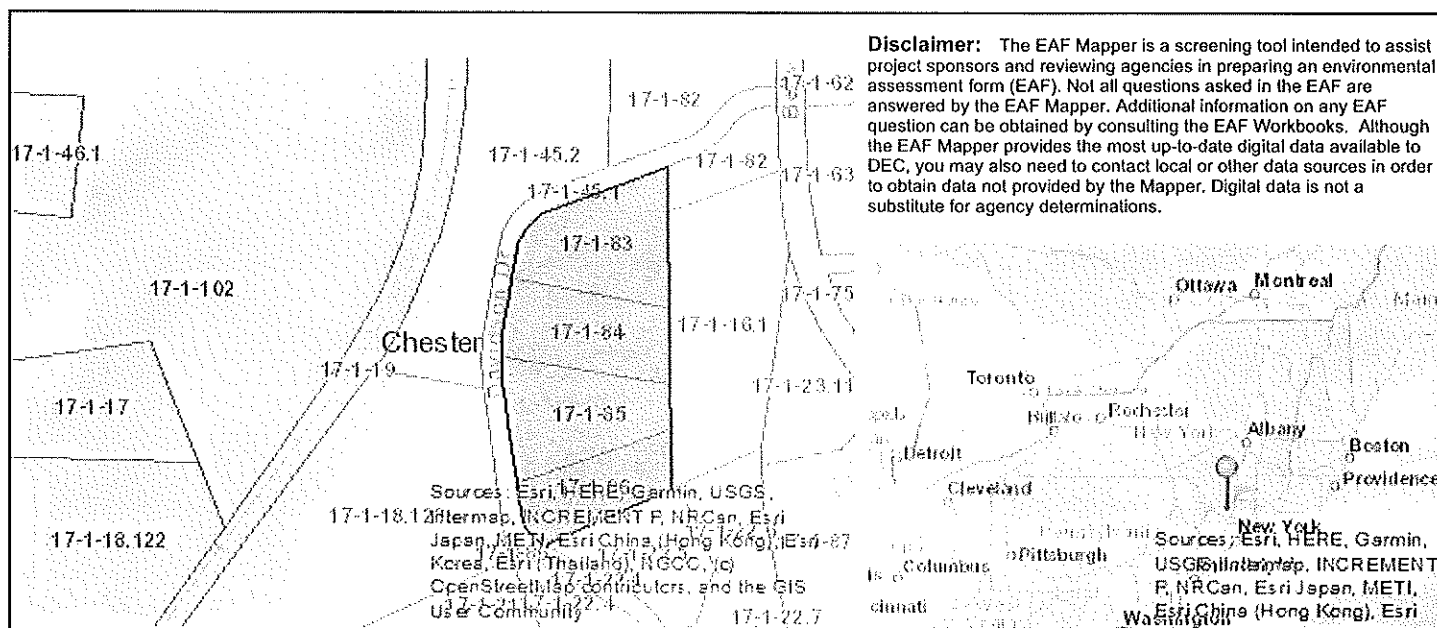 Disclaimer: The EAF Mapper is a screening tool intended to assist
project sponsors and reviewing agencies in preparing an environmental
assessment form (EAF). Not all questions asked in the EAF are
answered by the EAF Mapper. Additional information on any EAF
question can be obtained by consulting the EAF Workbooks. Although
the EAF Mapper provides the most up-to-date digital data available to
DEC, you may also need to contact local or other data sources in order
to obtain data not provided by the Mapper. Digital data is not a
substitute for agency determinations.
17-1-62
17-1-82
17-1-46.1
17-1-45.2
17-1-82
17-1-63
17-1-45.1
17-1-83
17-1-102
17-1-75
17-1-84
17-1-16.1
Chester
17-1-19
17-1-23.11
17-1-17
17-1-85
17-1-18.122
17-1-22.4
17-1-22.7
Sources: Esri, HERE, Garmin, USGS,
Intermap, INCREMENT P, NRCan, Esri
Japan, METI, Esri China (Hong Kong), Esri
Korea, Esri (Thailand), NGCC, (c)
OpenStreetMap contributors, and the GIS
User Community
Ottawa
Montreal
Toronto
Rochester
New York
Albany
Boston
Detroit
Providence
Cleveland
New York
Pittsburgh
Columbus
cinnati
Washington
Sources: Esri, HERE, Garmin,
USGS, Intermap, INCREMENT
P, NRCan, Esri Japan, METI,
Esri China (Hong Kong), Esri